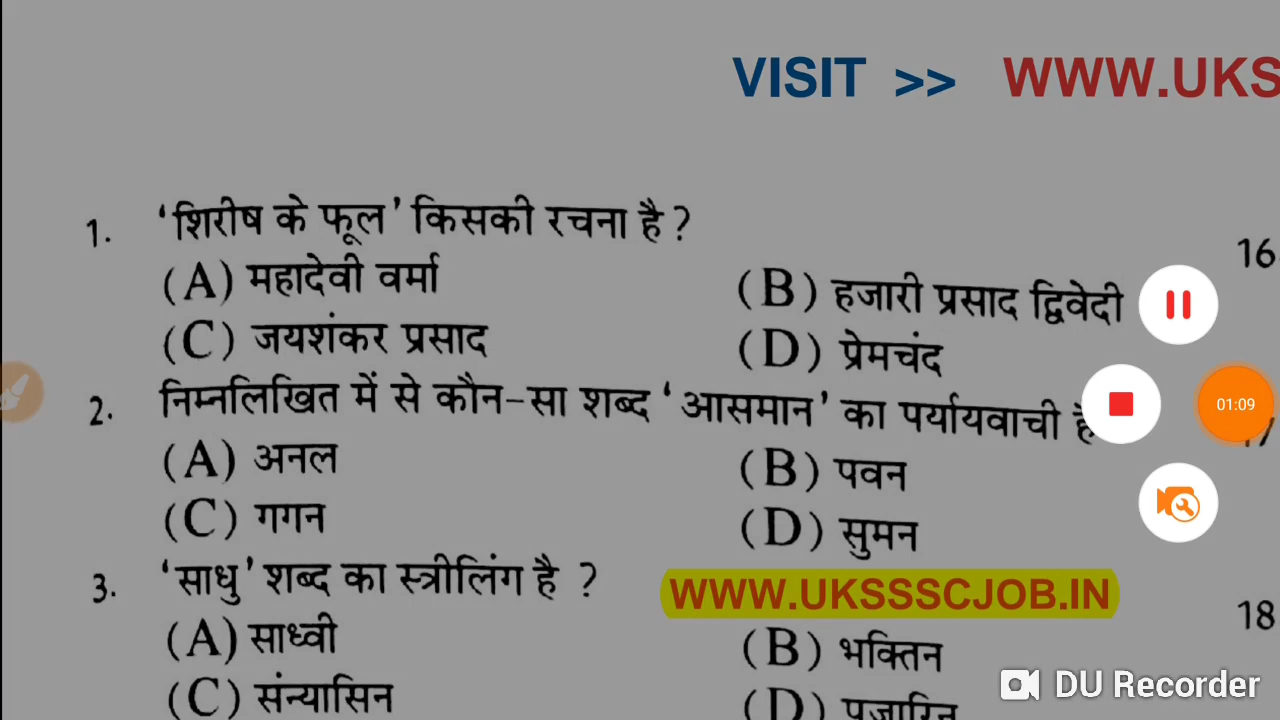 VISIT >> WWW.UKS
1. 'शिरीष के फूल' किसकी रचना है ?
(A) महादेवी वर्मा (B) हजारी प्रसाद द्विवेदी
(C) जयशंकर प्रसाद (D) प्रेमचंद
16
2. निम्नलिखित में से कौन-सा शब्द 'आसमान' का पर्यायवाची है
(A) अनल (B) पवन
(C) गगन (D) सुमन
01:09
17
3. 'साधु' शब्द का स्त्रीलिंग है ?
WWW.UKSSSCJOB.IN
(A) साध्वी (B) भक्तिन
18
(C) संन्यासिन (D) पुजारिन
DU Recorder